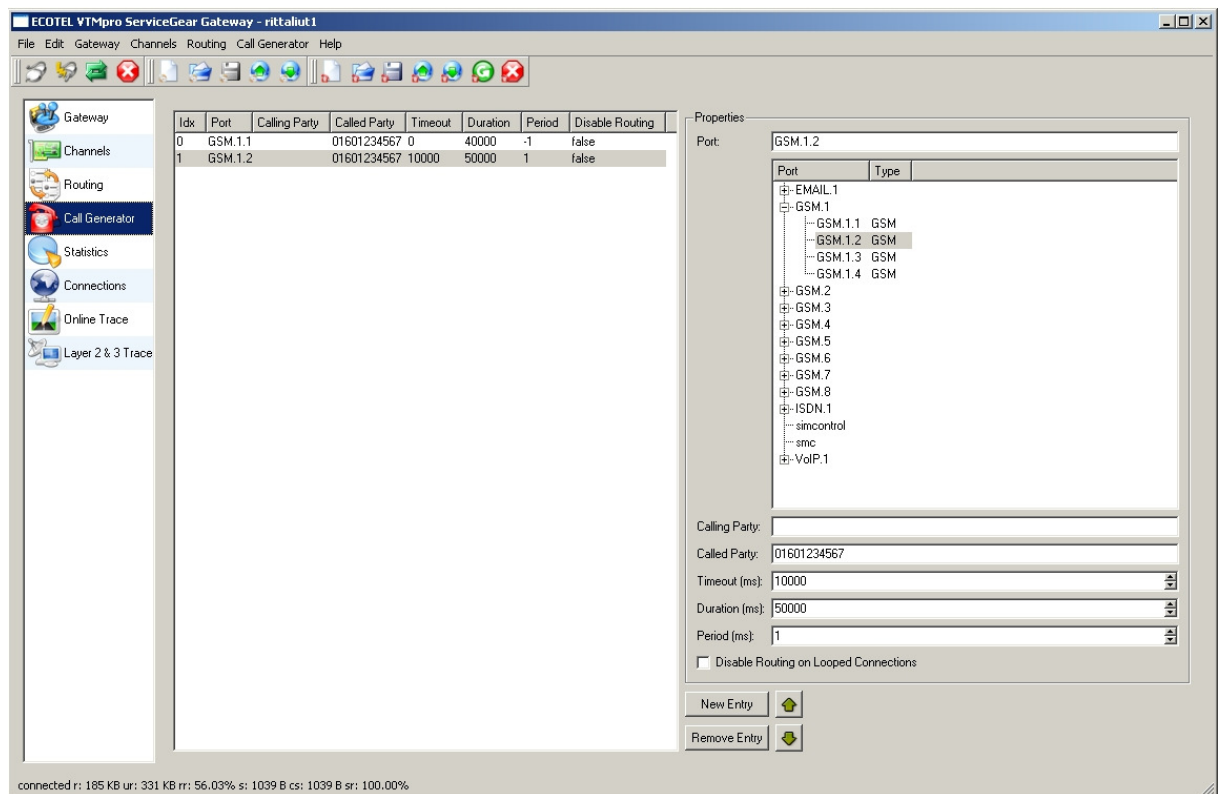 ECOTEL VTMpro ServiceGear Gateway - rittaliut1
File Edit Gateway Channels Routing Call Generator Help
Gateway
Channels
Routing
Call Generator
Statistics
Connections
Online Trace
Layer 2 & 3 Trace
Idx Port Calling Party Called Party Timeout Duration Period Disable Routing
0 GSM.1.1 01601234567 0 40000 -1 false
1 GSM.1.2 01601234567 10000 50000 1 false
Properties
Port: GSM.1.2
Port Type
EMAIL.1
GSM.1
GSM.1.1 GSM
GSM.1.2 GSM
GSM.1.3 GSM
GSM.1.4 GSM
GSM.2
GSM.3
GSM.4
GSM.5
GSM.6
GSM.7
GSM.8
ISDN.1
simcontrol
smc
VoIP.1
Calling Party:
Called Party: 01601234567
Timeout (ms): 10000
Duration (ms): 50000
Period (ms): 1
Disable Routing on Looped Connections
New Entry
Remove Entry
connected r: 185 KB ur: 331 KB rr: 56.03% s: 1039 B cs: 1039 B sr: 100.00%